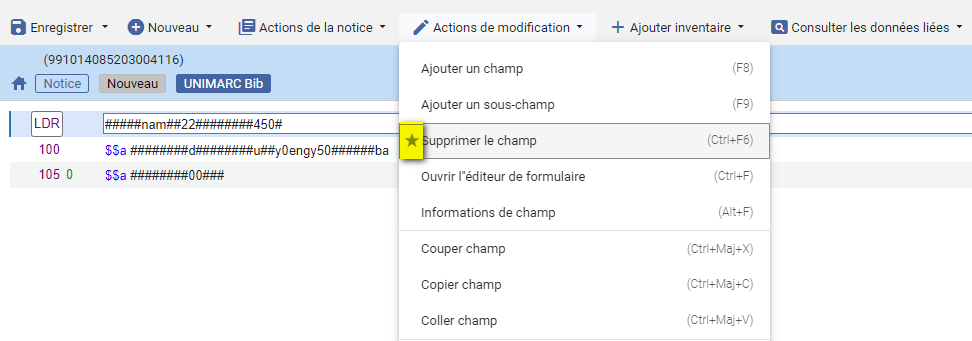 Enregistrer Nouveau Actions de la notice Actions de modification Ajouter inventaire Consulter les données liées
(991014085203004116)
Notice Nouveau UNIMARC Bib
LDR #####nam##22########450#
100 $$a ########d########u##y0engy50######ba
105 0 $$a ########00###
Ajouter un champ (F8)
Ajouter un sous-champ (F9)
Supprimer le champ (Ctrl+F6)
Ouvrir l"éditeur de formulaire (Ctrl+F)
Informations de champ (Alt+F)
Couper champ (Ctrl+Maj+X)
Copier champ (Ctrl+Maj+C)
Coller champ (Ctrl+Maj+V)